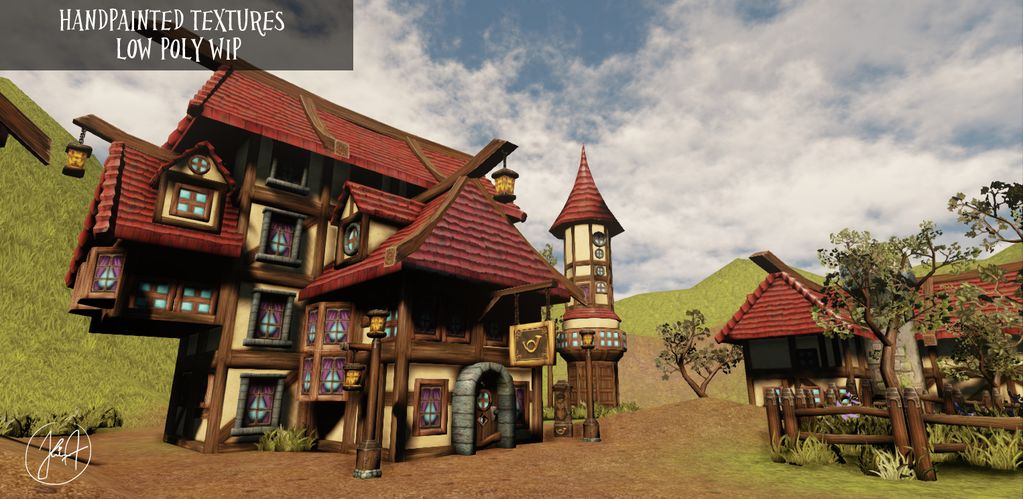 HANDPAINTED TEXTURES
LOW POLY WIP